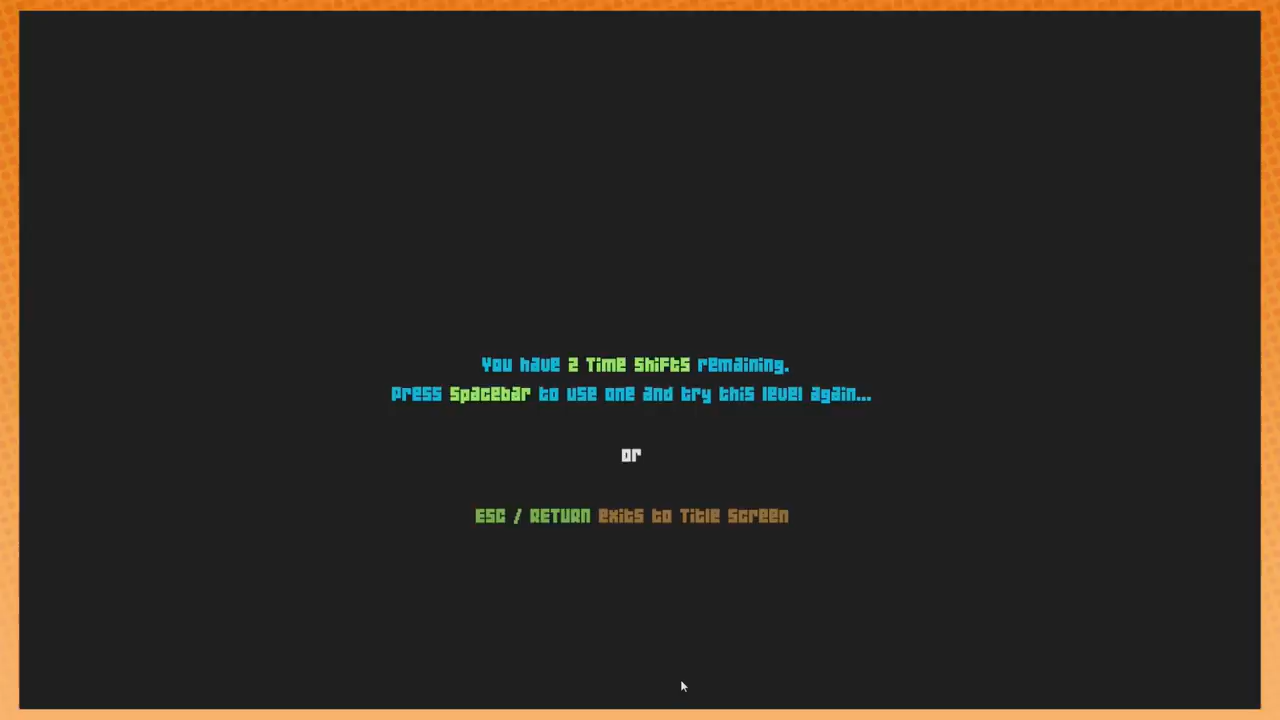 You have 2 Time Shifts remaining.
Press Spacebar to use one and try this level again...
or
ESC / RETURN exits to Title Screen